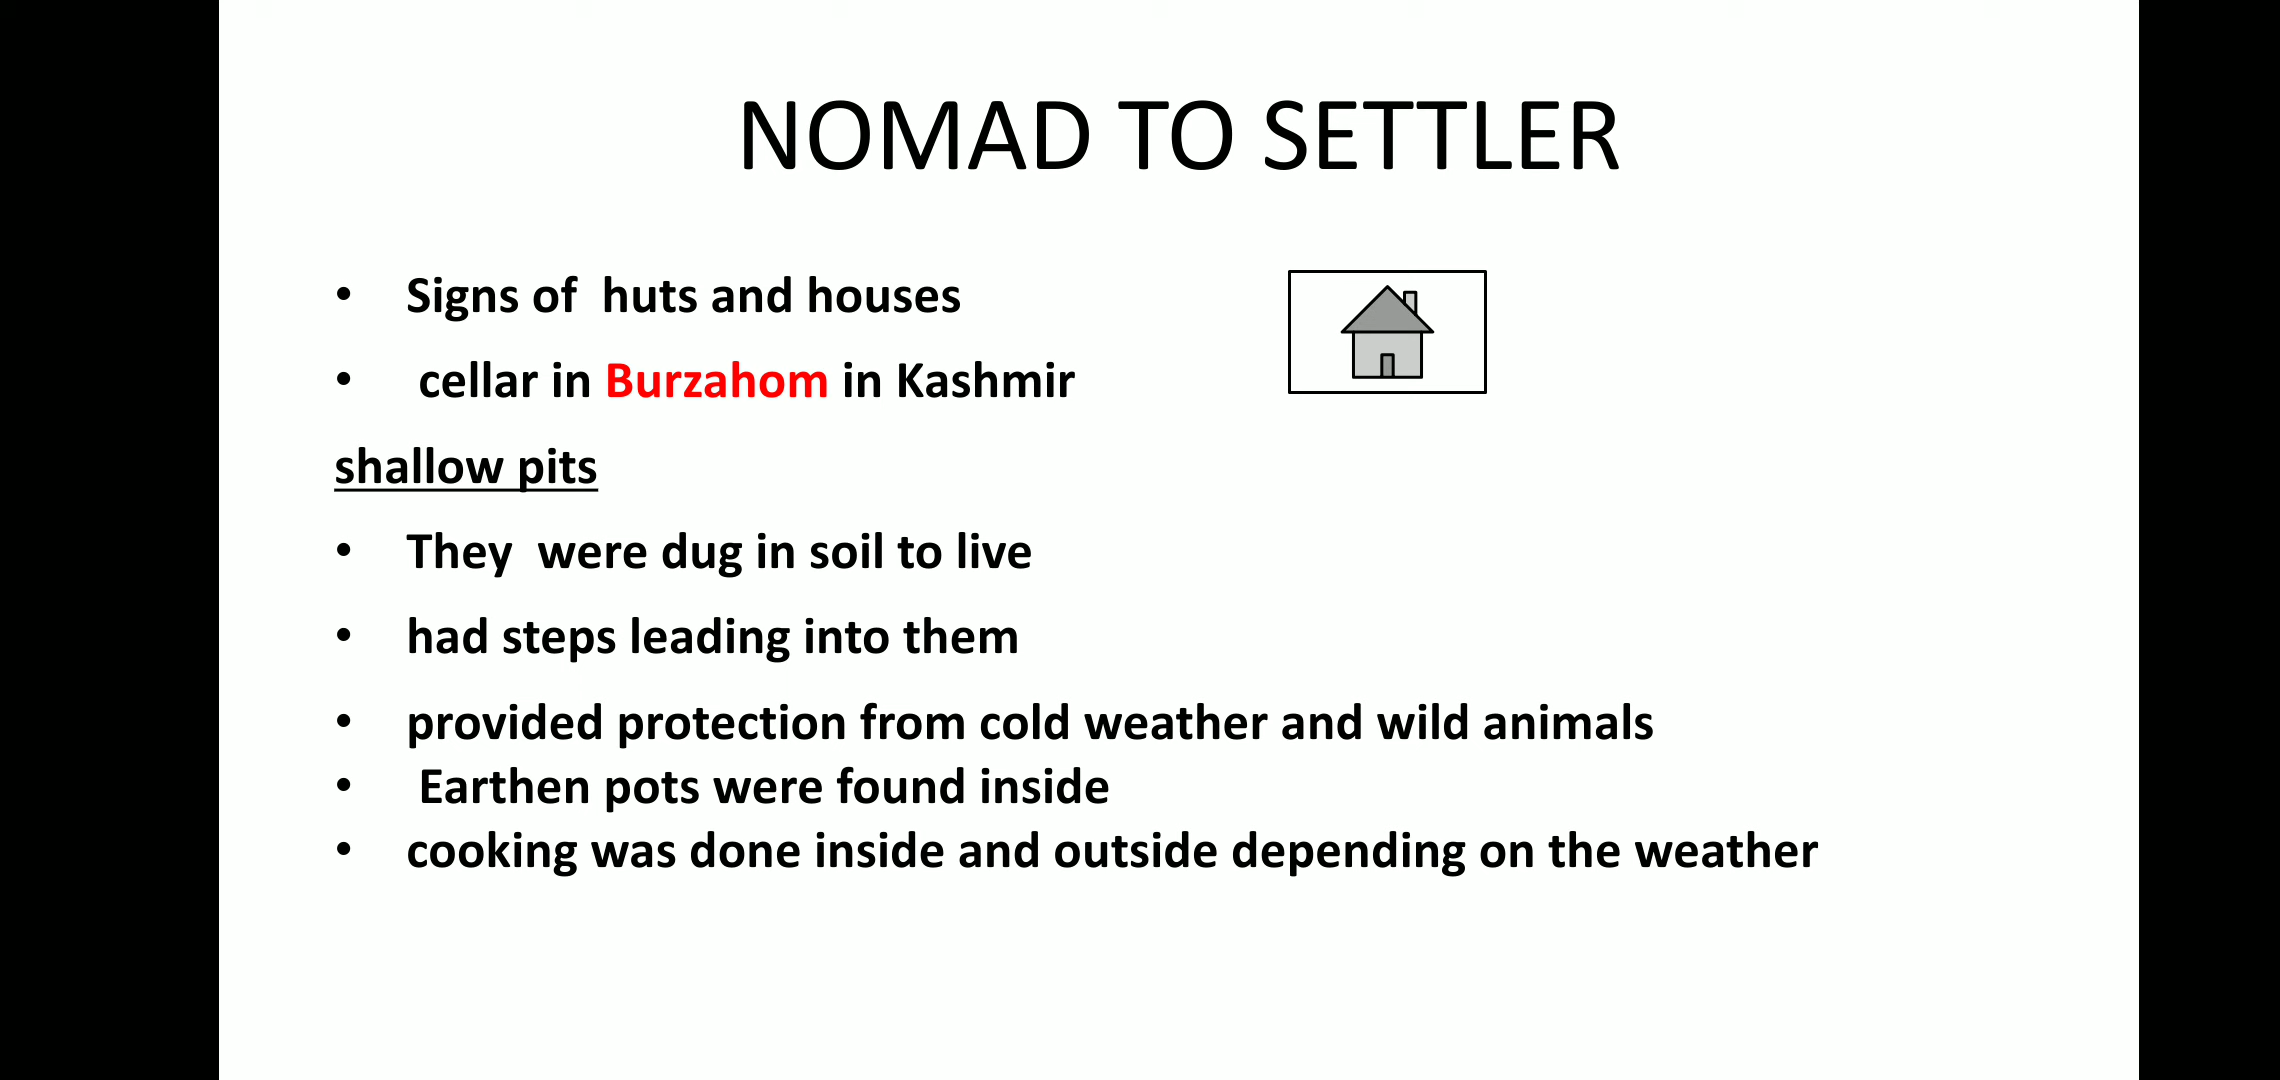 NOMAD TO SETTLER
• Signs of  huts and houses
• cellar in Burzahom in Kashmir
shallow pits
• They  were dug in soil to live
• had steps leading into them
• provided protection from cold weather and wild animals
• Earthen pots were found inside
• cooking was done inside and outside depending on the weather